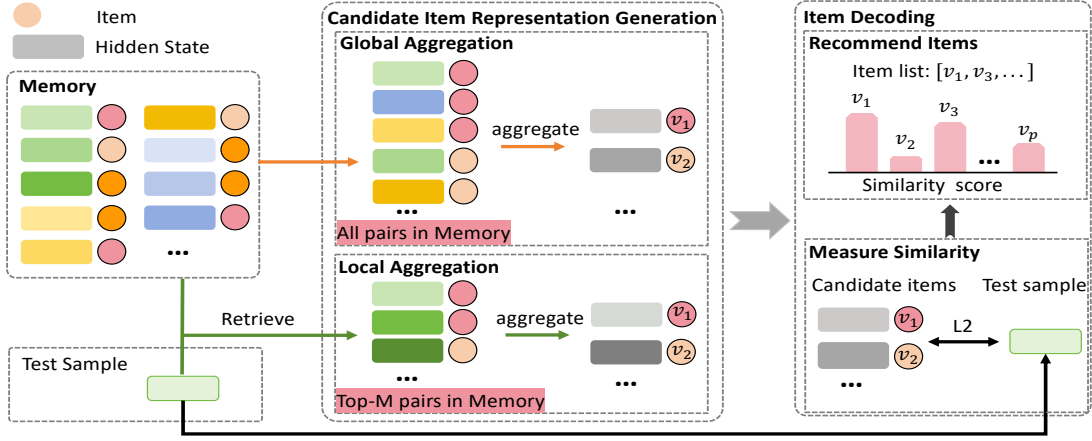 Item
Hidden State
Memory
...
Test Sample
Retrieve
Candidate Item Representation Generation
Global Aggregation
aggregate
v1
v2
...
...
All pairs in Memory
Local Aggregation
aggregate
v1
v2
...
...
Top-M pairs in Memory
Item Decoding
Recommend Items
Item list: [v1, v3, ...]
v1
v2
v3
...
vp
Similarity score
Measure Similarity
Candidate items
Test sample
v1
L2
v2
...